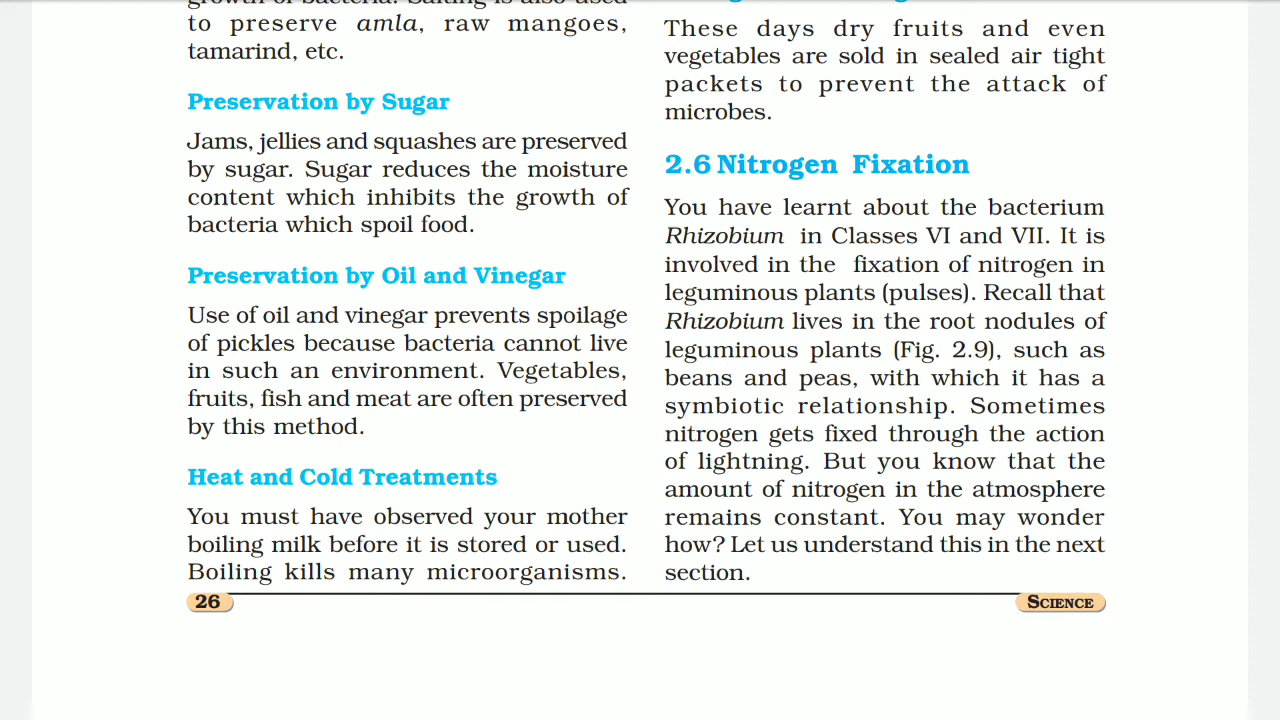 to preserve amla, raw mangoes,
tamarind, etc.
Preservation by Sugar
Jams, jellies and squashes are preserved
by sugar. Sugar reduces the moisture
content which inhibits the growth of
bacteria which spoil food.
Preservation by Oil and Vinegar
Use of oil and vinegar prevents spoilage
of pickles because bacteria cannot live
in such an environment. Vegetables,
fruits, fish and meat are often preserved
by this method.
Heat and Cold Treatments
You must have observed your mother
boiling milk before it is stored or used.
Boiling kills many microorganisms.
These days dry fruits and even
vegetables are sold in sealed air tight
packets to prevent the attack of
microbes.
2.6 Nitrogen Fixation
You have learnt about the bacterium
Rhizobium in Classes VI and VII. It is
involved in the fixation of nitrogen in
leguminous plants (pulses). Recall that
Rhizobium lives in the root nodules of
leguminous plants (Fig. 2.9), such as
beans and peas, with which it has a
symbiotic relationship. Sometimes
nitrogen gets fixed through the action
of lightning. But you know that the
amount of nitrogen in the atmosphere
remains constant. You may wonder
how? Let us understand this in the next
section.
26
SCIENCE